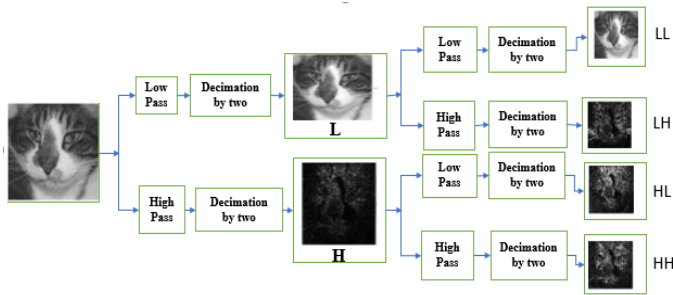 Low
Pass
Decimation
by two
L
Low
Pass
Decimation
by two
LL
High
Pass
Decimation
by two
LH
High
Pass
Decimation
by two
H
Low
Pass
Decimation
by two
HL
High
Pass
Decimation
by two
HH